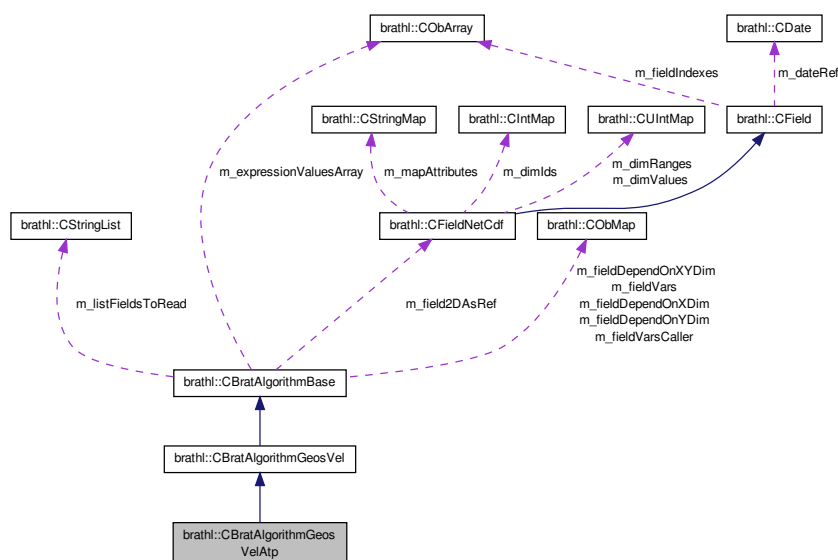 brathl::CObArray
brathl::CDate
m_fieldIndexes
m_dateRef
brathl::CStringMap
brathl::CIntMap
brathl::CUIntMap
brathl::CField
m_expressionValuesArray
m_mapAttributes
m_dimIds
m_dimRanges
m_dimValues
brathl::CStringList
brathl::CFieldNetCdf
brathl::CObMap
m_listFieldsToRead
m_field2DAsRef
m_fieldDependOnXYDim
m_fieldVars
m_fieldDependOnXDim
m_fieldDependOnYDim
m_fieldVarsCaller
brathl::CBratAlgorithmBase
brathl::CBratAlgorithmGeosVel
brathl::CBratAlgorithmGeos
VelAtp